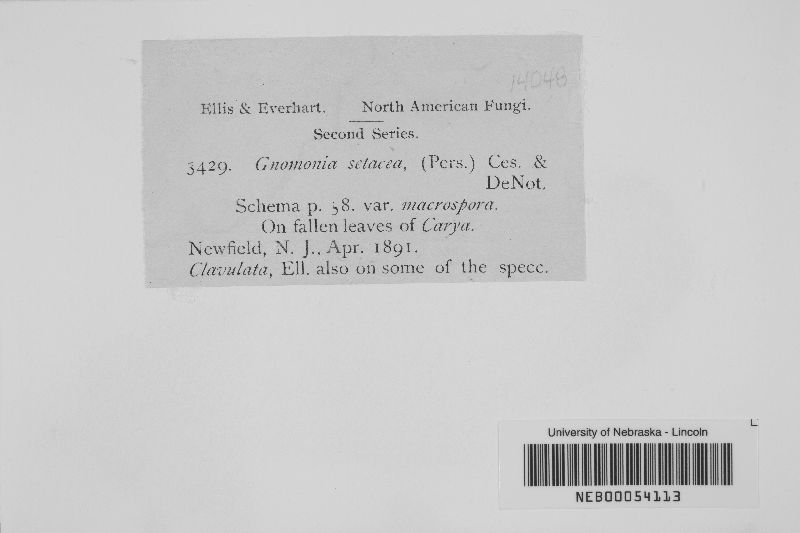 14048
Ellis & Everhart. North American Fungi.
Second Series.
3429. Gnomonia setacea, (Pers.) Ces. &
DeNot.
Schema p. 58. var. macrospora.
On fallen leaves of Carya.
Newfield, N. J., Apr. 1891.
Clavulata, Ell. also on some of the specc.
University of Nebraska - Lincoln
NEB00054113